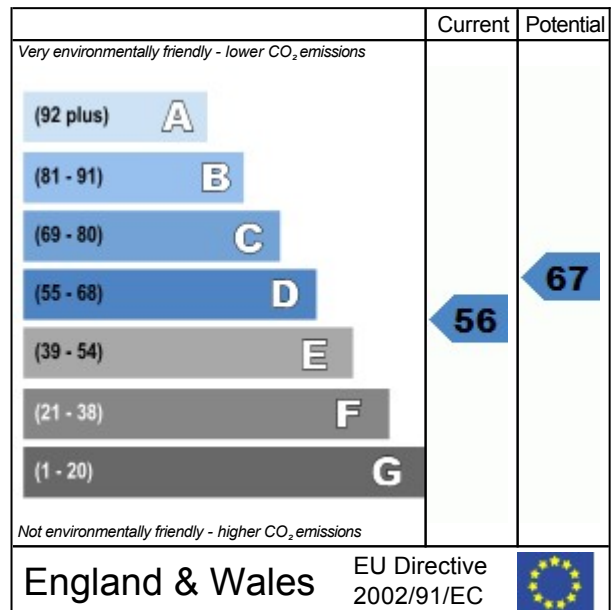 Current Potential
Very environmentally friendly - lower CO₂ emissions
(92 plus) A
(81 - 91) B
(69 - 80) C
(55 - 68) D
67
56
(39 - 54) E
(21 - 38) F
(1 - 20) G
Not environmentally friendly - higher CO₂ emissions
England & Wales
EU Directive
2002/91/EC